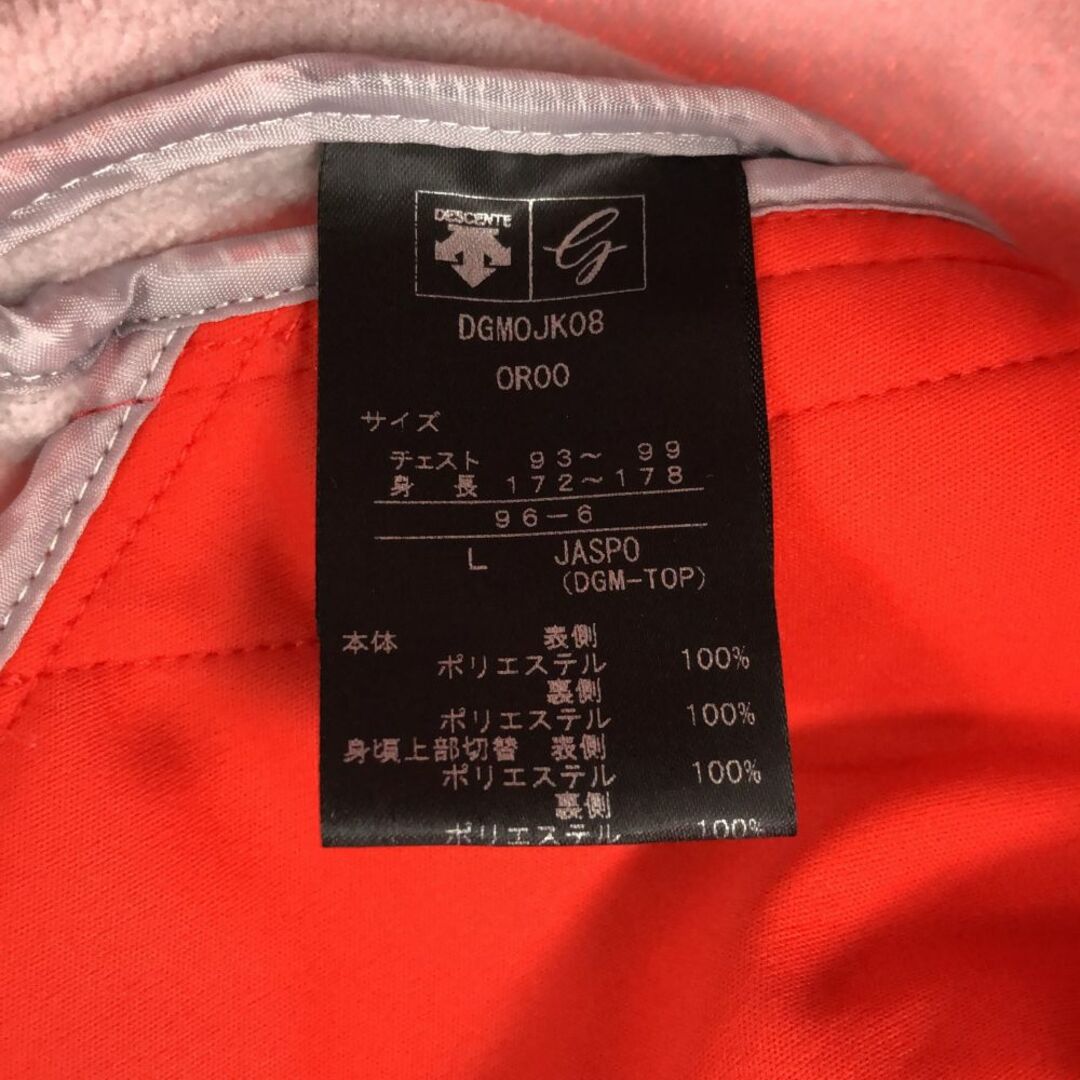 DESCENTE G
DGMOJK08
OR00
サイズ
チェスト 93～ 99
身 長 172～178
96-6
L JASPO
(DGM-TOP)
本体 表側
ポリエステル 100%
裏側
ポリエステル 100%
身頃上部切替 表側
ポリエステル 100%
裏側
ポリエステル 100%